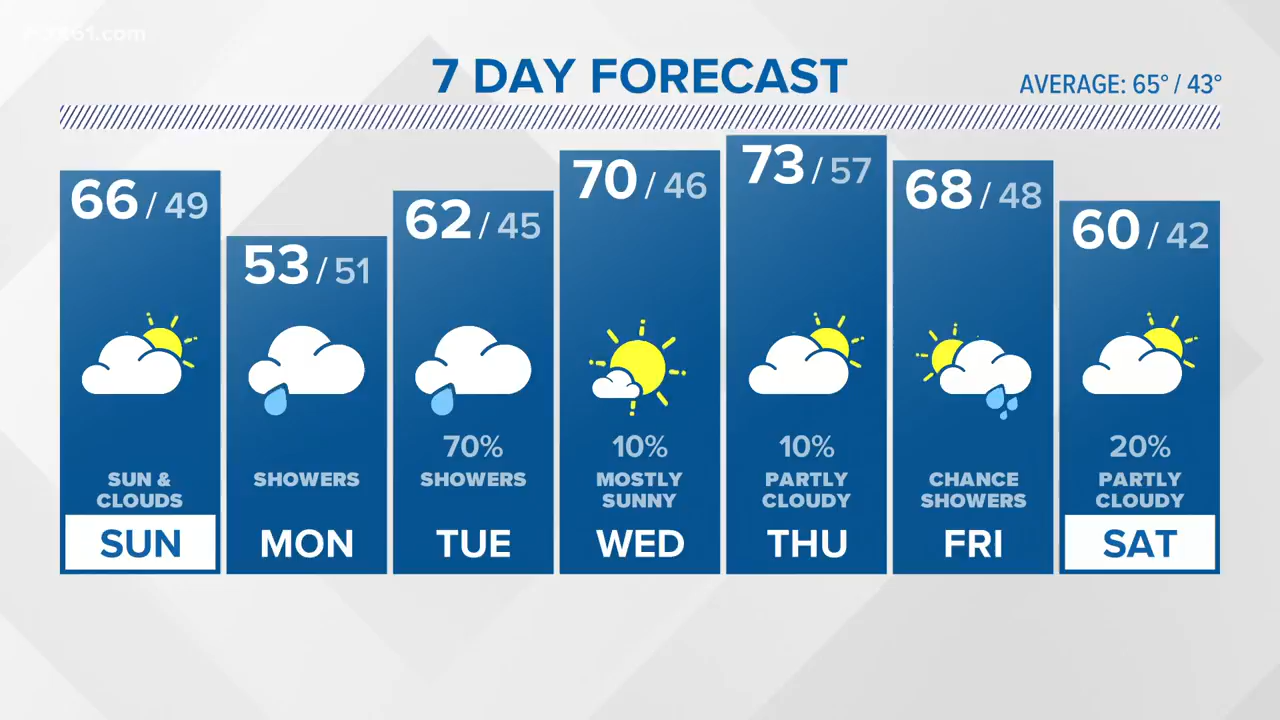 7 DAY FORECAST
AVERAGE: 65° / 43°
66 / 49
SUN &
CLOUDS
SUN
53 / 51
SHOWERS
MON
62 / 45
70%
SHOWERS
TUE
70 / 46
10%
MOSTLY
SUNNY
WED
73 / 57
10%
PARTLY
CLOUDY
THU
68 / 48
CHANCE
SHOWERS
FRI
60 / 42
20%
PARTLY
CLOUDY
SAT